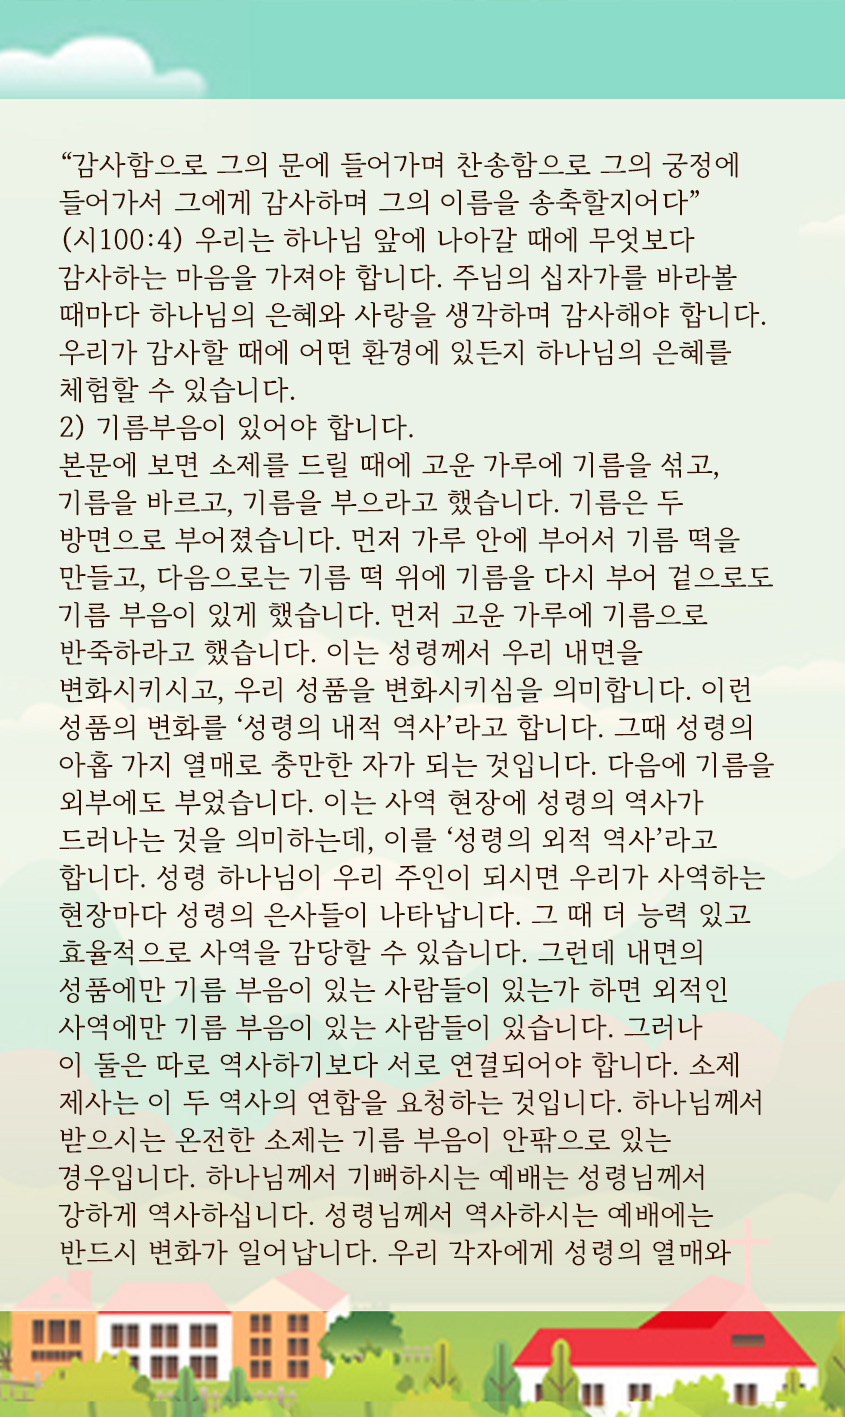 “감사함으로 그의 문에 들어가며 찬송함으로 그의 궁정에
들어가서 그에게 감사하며 그의 이름을 송축할지어다”
(시100:4) 우리는 하나님 앞에 나아갈 때에 무엇보다
감사하는 마음을 가져야 합니다. 주님의 십자가를 바라볼
때마다 하나님의 은혜와 사랑을 생각하며 감사해야 합니다.
우리가 감사할 때에 어떤 환경에 있든지 하나님의 은혜를
체험할 수 있습니다.
2) 기름부음이 있어야 합니다.
본문에 보면 소제를 드릴 때에 고운 가루에 기름을 섞고,
기름을 바르고, 기름을 부으라고 했습니다. 기름은 두
방면으로 부어졌습니다. 먼저 가루 안에 부어서 기름 떡을
만들고, 다음으로는 기름 떡 위에 기름을 다시 부어 겉으로도
기름 부음이 있게 했습니다. 먼저 고운 가루에 기름으로
반죽하라고 했습니다. 이는 성령께서 우리 내면을
변화시키시고, 우리 성품을 변화시키심을 의미합니다. 이런
성품의 변화를 ‘성령의 내적 역사’라고 합니다. 그때 성령의
아홉 가지 열매로 충만한 자가 되는 것입니다. 다음에 기름을
외부에도 부었습니다. 이는 사역 현장에 성령의 역사가
드러나는 것을 의미하는데, 이를 ‘성령의 외적 역사’라고
합니다. 성령 하나님이 우리 주인이 되시면 우리가 사역하는
현장마다 성령의 은사들이 나타납니다. 그 때 더 능력 있고
효율적으로 사역을 감당할 수 있습니다. 그런데 내면의
성품에만 기름 부음이 있는 사람들이 있는가 하면 외적인
사역에만 기름 부음이 있는 사람들이 있습니다. 그러나
이 둘은 따로 역사하기보다 서로 연결되어야 합니다. 소제
제사는 이 두 역사의 연합을 요청하는 것입니다. 하나님께서
받으시는 온전한 소제는 기름 부음이 안팎으로 있는
경우입니다. 하나님께서 기뻐하시는 예배는 성령님께서
강하게 역사하십니다. 성령님께서 역사하시는 예배에는
반드시 변화가 일어납니다. 우리 각자에게 성령의 열매와